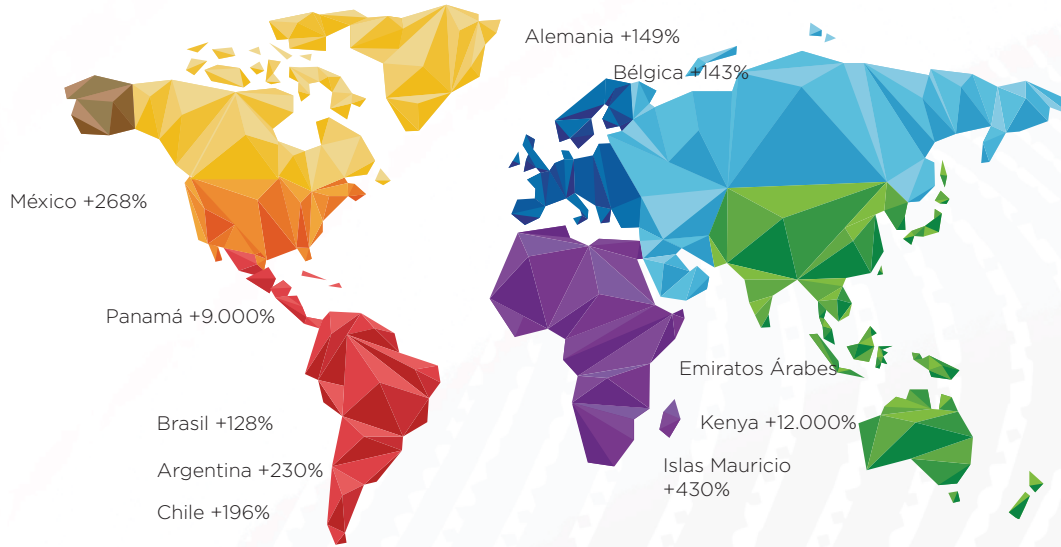 Alemania +149%
Bélgica +143%
México +268%
Panamá +9.000%
Emiratos Árabes
Brasil +128%
Kenya +12.000%
Argentina +230%
Islas Mauricio
+430%
Chile +196%